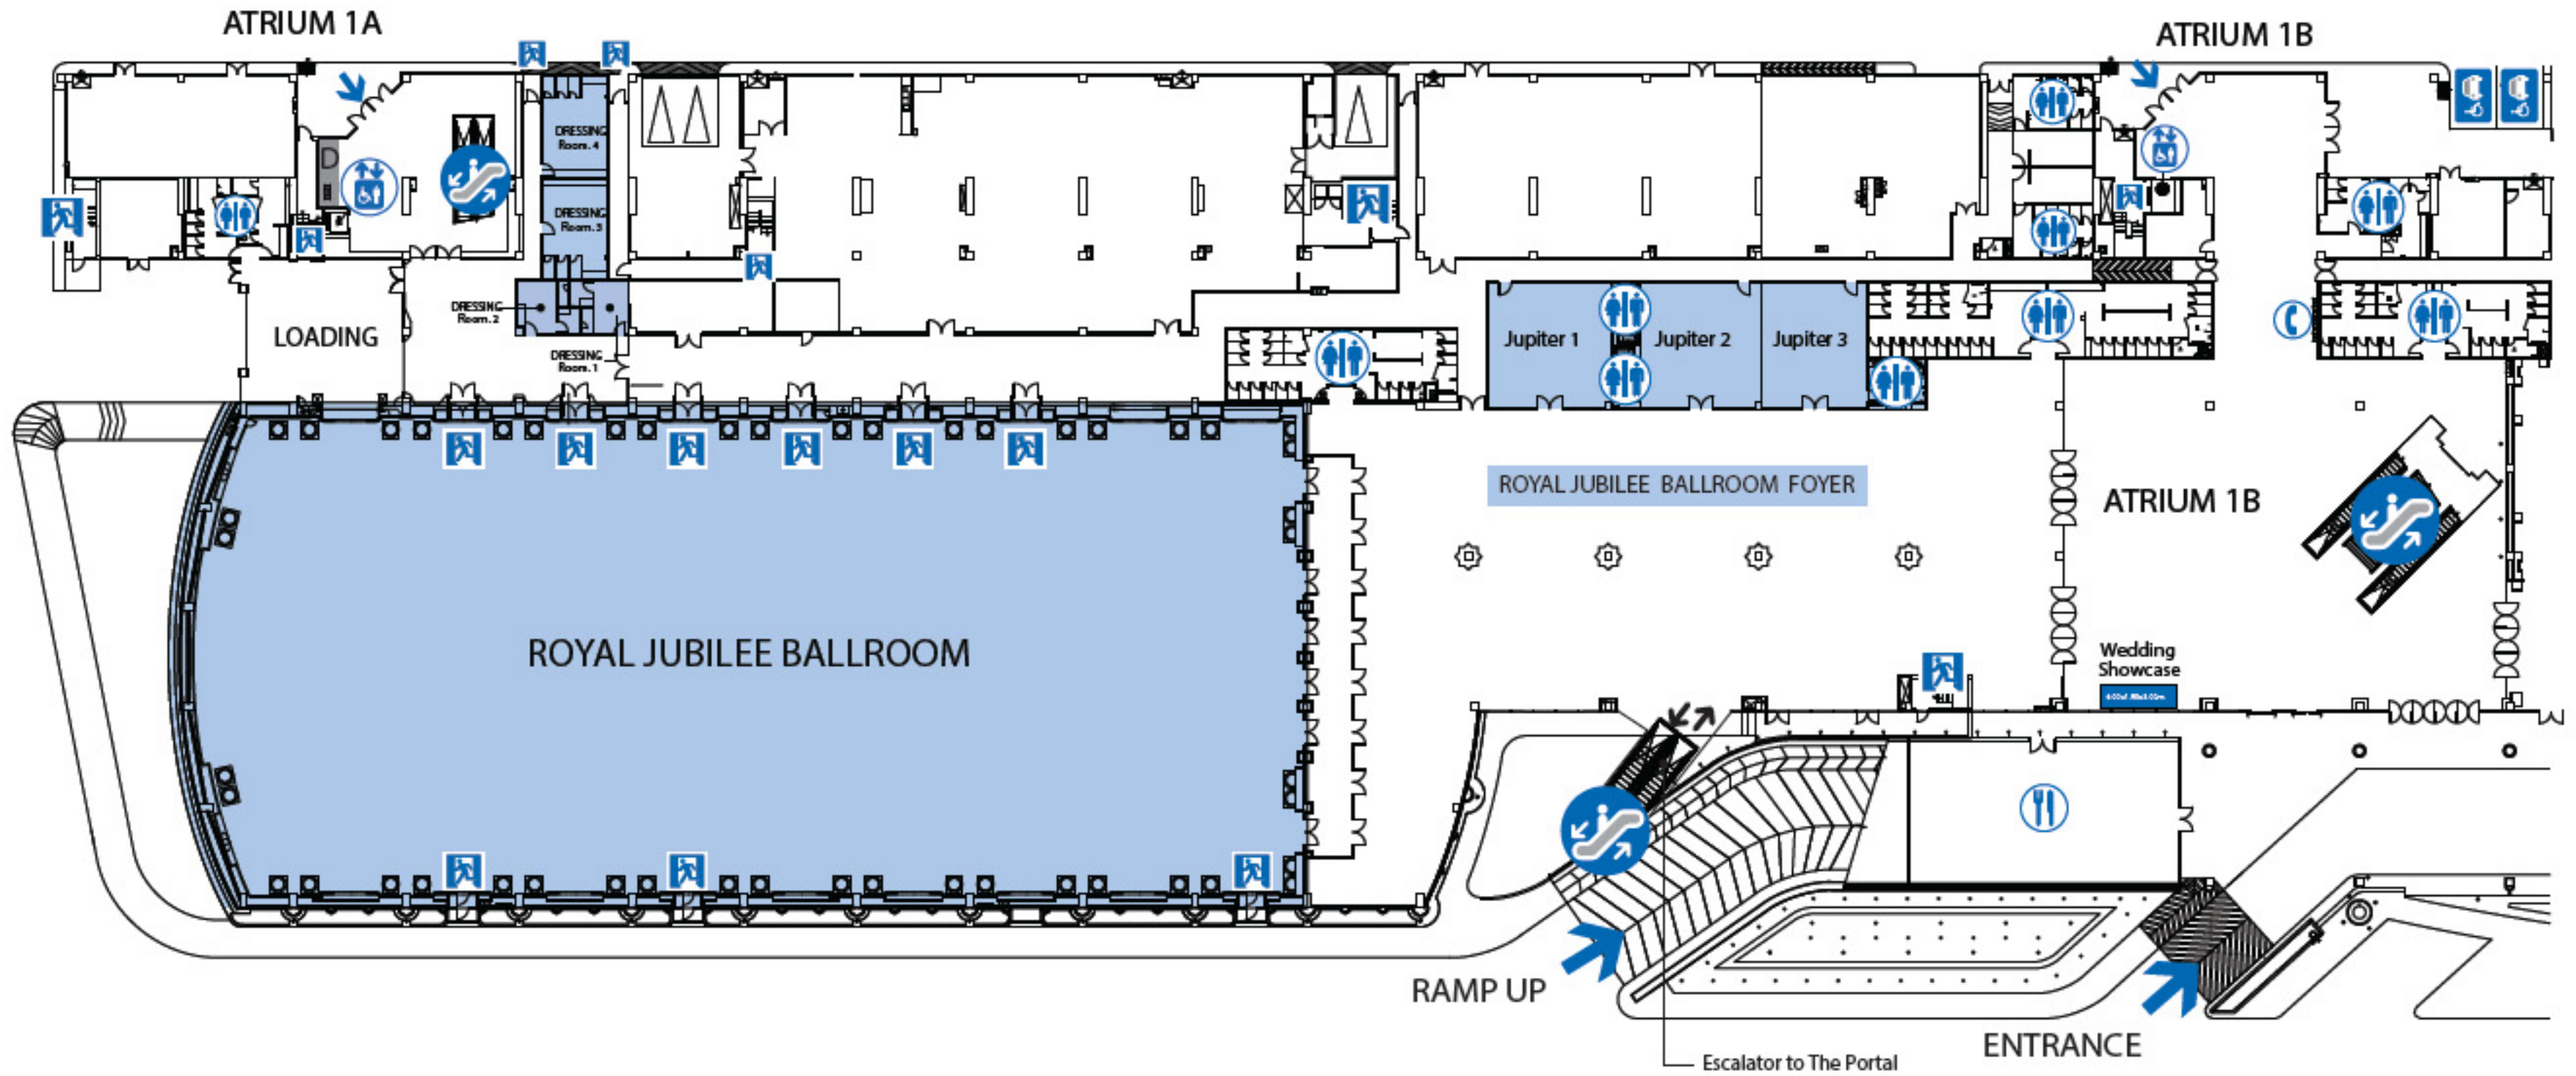 ATRIUM 1A
ATRIUM 1B
DRESSING
Room. 4
D
DRESSING
Room. 3
DRESSING
Room. 2
LOADING
DRESSING
Room. 1
Jupiter 1
Jupiter 2
Jupiter 3
ROYAL JUBILEE BALLROOM FOYER
ATRIUM 1B
ROYAL JUBILEE BALLROOM
Wedding
Showcase
RAMP UP
ENTRANCE
Escalator to The Portal